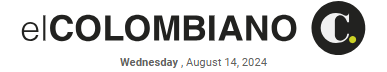 elCOLOMBIANO C.
Wednesday , August 14, 2024